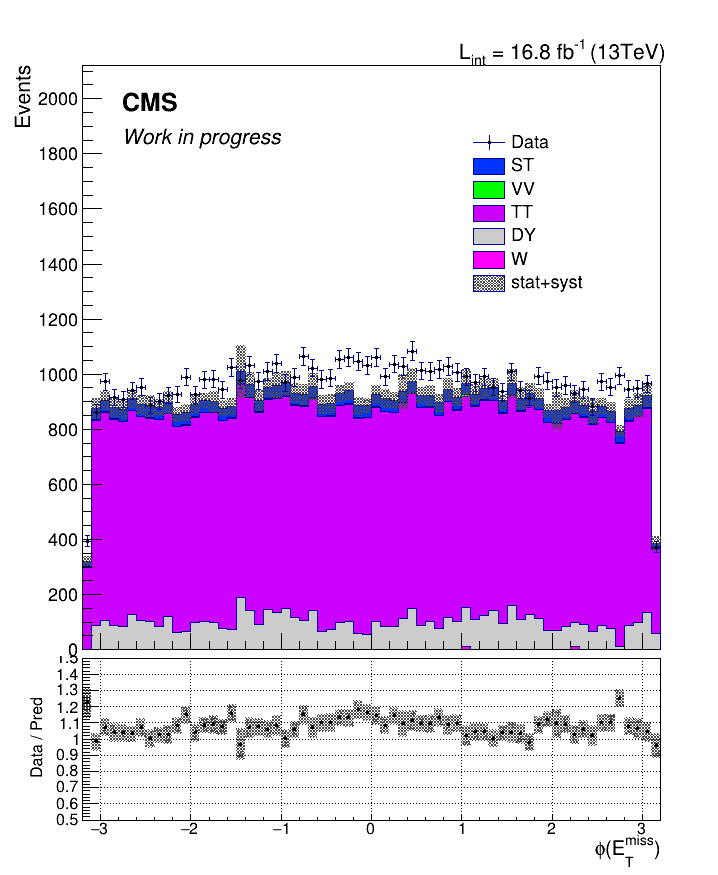 L_int = 16.8 fb^-1 (13TeV)
Events
CMS
Work in progress
Data
ST
VV
TT
DY
W
stat+syst
2000
1800
1600
1400
1200
1000
800
600
400
200
0
Data / Pred
1.5
1.4
1.3
1.2
1.1
1
0.9
0.8
0.7
0.6
0.5
−3 −2 −1 0 1 2 3
ϕ(E_T^miss)